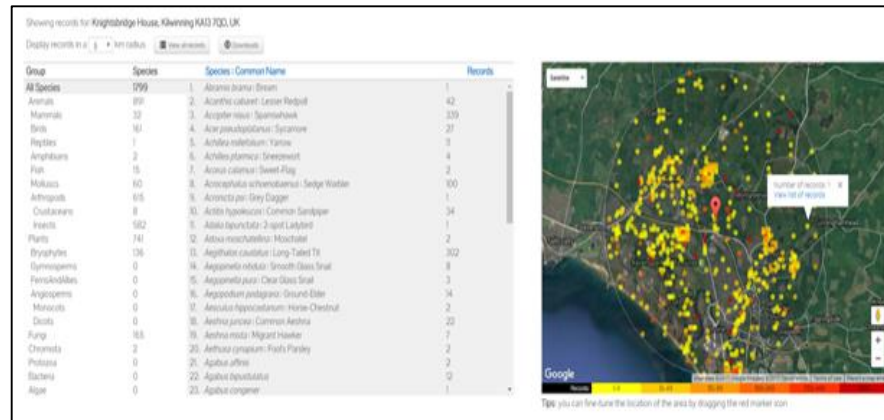 Showing records for: Knightsbridge House, Kilwinning KA13 7QD, UK
Display records in a 5 km radius View all records Downloads
Group Species Species : Common Name Records
All Species 1799 1. Abramis brama : Bream 1
Animals 891 2. Acanthis cabaret : Lesser Redpoll 42
Mammals 32 3. Accipiter nisus : Sparrowhawk 339
Birds 161 4. Acer pseudoplatanus : Sycamore 27
Reptiles 1 5. Achillea millefolium : Yarrow 11
Amphibians 2 6. Achillea ptarmica : Sneezewort 4
Fish 15 7. Acorus calamus : Sweet-Flag 2
Molluscs 60 8. Acrocephalus schoenobaenus : Sedge Warbler 100
Arthropods 615 9. Acronicta psi : Grey Dagger 1
Crustaceans 8 10. Actitis hypoleucos : Common Sandpiper 34
Insects 582 11. Adalia bipunctata : 2-spot Ladybird 1
Plants 741 12. Adoxa moschatellina : Moschatel 2
Bryophytes 136 13. Aegithalos caudatus : Long-Tailed Tit 302
Gymnosperms 0 14. Aegopinella nitidula : Smooth Glass Snail 8
FernsAndAllies 0 15. Aegopinella pura : Clear Glass Snail 3
Angiosperms 0 16. Aegopodium podagraria : Ground-Elder 14
Monocots 0 17. Aesculus hippocastanum : Horse-Chestnut 2
Dicots 0 18. Aeshna juncea : Common Aeshna 22
Fungi 165 19. Aeshna mixta : Migrant Hawker 7
Chromista 2 20. Aethusa cynapium : Fool's Parsley 2
Protozoa 0 21. Agabus affinis 2
Bacteria 0 22. Agabus bipustulatus 12
Algae 0 23. Agabus congener 1
Satellite
Number of records: 1
View list of records
Google
Records 1-9
Tips: you can fine-tune the location of the area by dragging the red marker icon